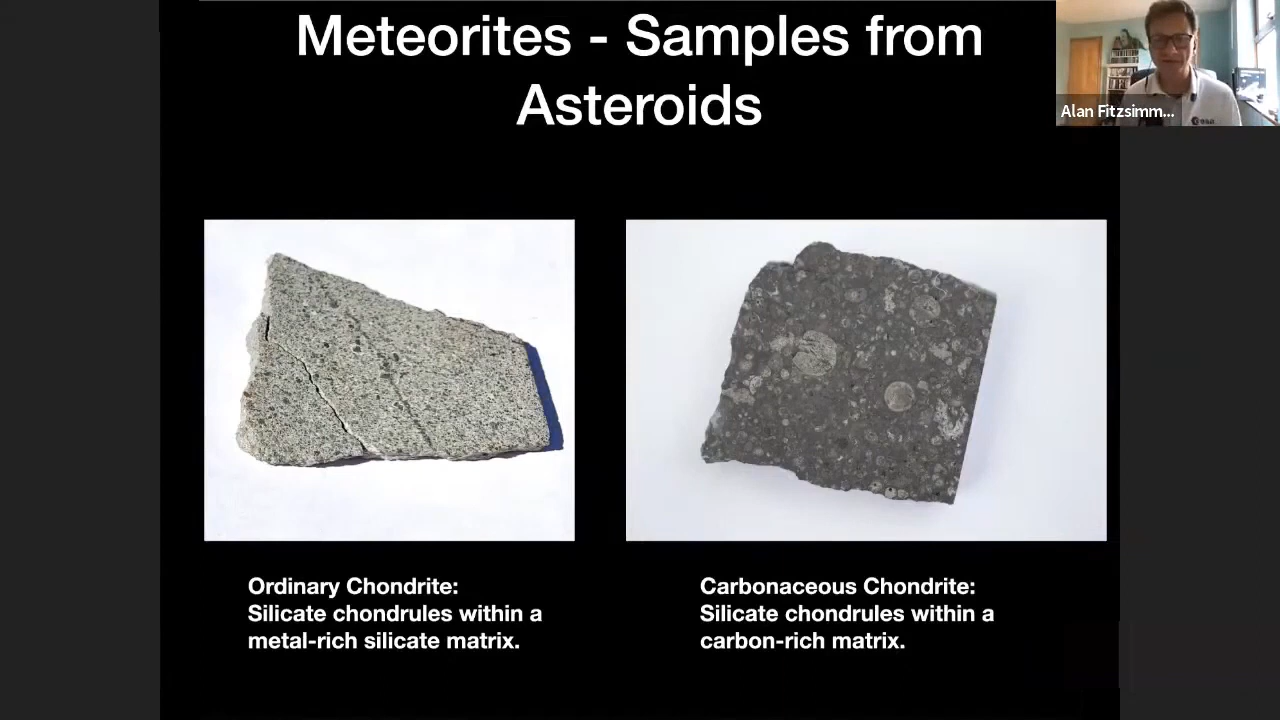 Meteorites - Samples from
Asteroids
Alan Fitzsimm...
Ordinary Chondrite:
Silicate chondrules within a
metal-rich silicate matrix.
Carbonaceous Chondrite:
Silicate chondrules within a
carbon-rich matrix.